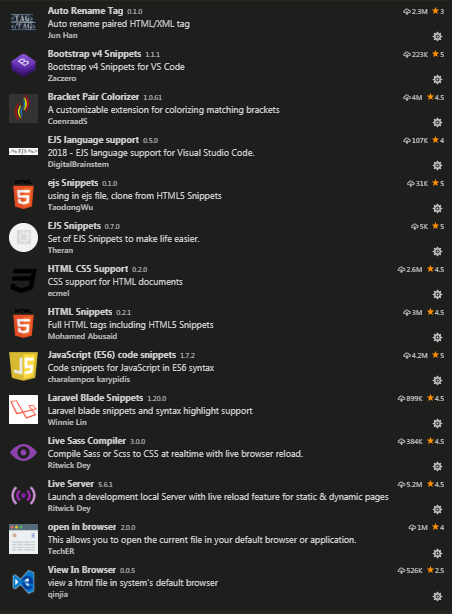 Auto Rename Tag 0.1.0 2.3M ★3
Auto rename paired HTML/XML tag
Jun Han
Bootstrap v4 Snippets 1.1.1 223K ★5
Bootstrap v4 Snippets for VS Code
Zaczero
Bracket Pair Colorizer 1.0.61 4M ★4.5
A customizable extension for colorizing matching brackets
CoenraadS
EJS language support 0.5.0 107K ★4
2018 - EJS language support for Visual Studio Code.
DigitalBrainstem
ejs Snippets 0.1.0 31K ★5
using in ejs file, clone from HTML5 Snippets
TaodongWu
EJS Snippets 0.7.0 5K ★5
Set of EJS Snippets to make life easier.
Theran
HTML CSS Support 0.2.0 2.6M ★4.5
CSS support for HTML documents
ecmel
HTML Snippets 0.2.1 3M ★4.5
Full HTML tags including HTML5 Snippets
Mohamed Abusaid
JavaScript (ES6) code snippets 1.7.2 4.2M ★5
Code snippets for JavaScript in ES6 syntax
charalampos karypidis
Laravel Blade Snippets 1.20.0 899K ★4.5
Laravel blade snippets and syntax highlight support
Winnie Lin
Live Sass Compiler 3.0.0 384K ★4.5
Compile Sass or Scss to CSS at realtime with live browser reload.
Ritwick Dey
Live Server 5.6.1 5.2M ★4.5
Launch a development local Server with live reload feature for static & dynamic pages
Ritwick Dey
open in browser 2.0.0 1M ★4
This allows you to open the current file in your default browser or application.
TechER
View In Browser 0.0.5 526K ★2.5
view a html file in system's default browser
qinjia